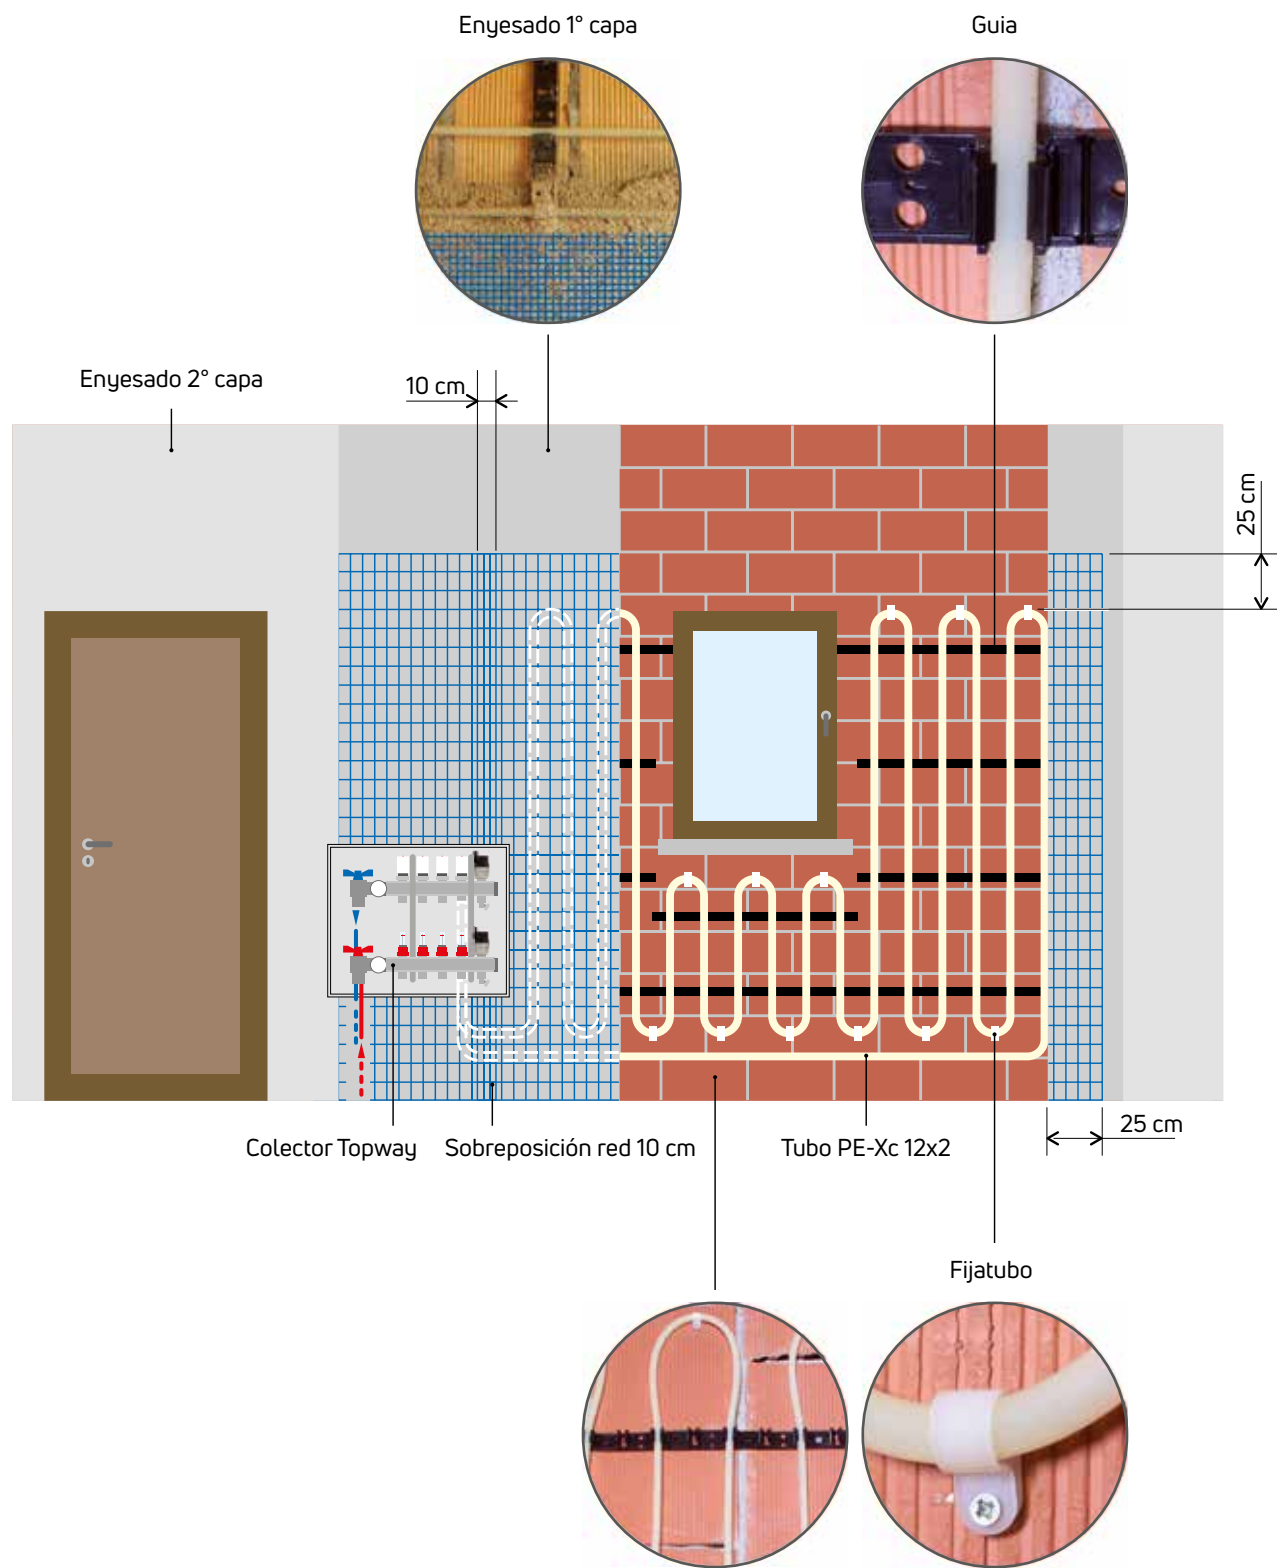 Enyesado 1° capa
Guia
Enyesado 2° capa
10 cm
25 cm
Colector Topway
Sobreposición red 10 cm
Tubo PE-Xc 12x2
25 cm
Fijatubo